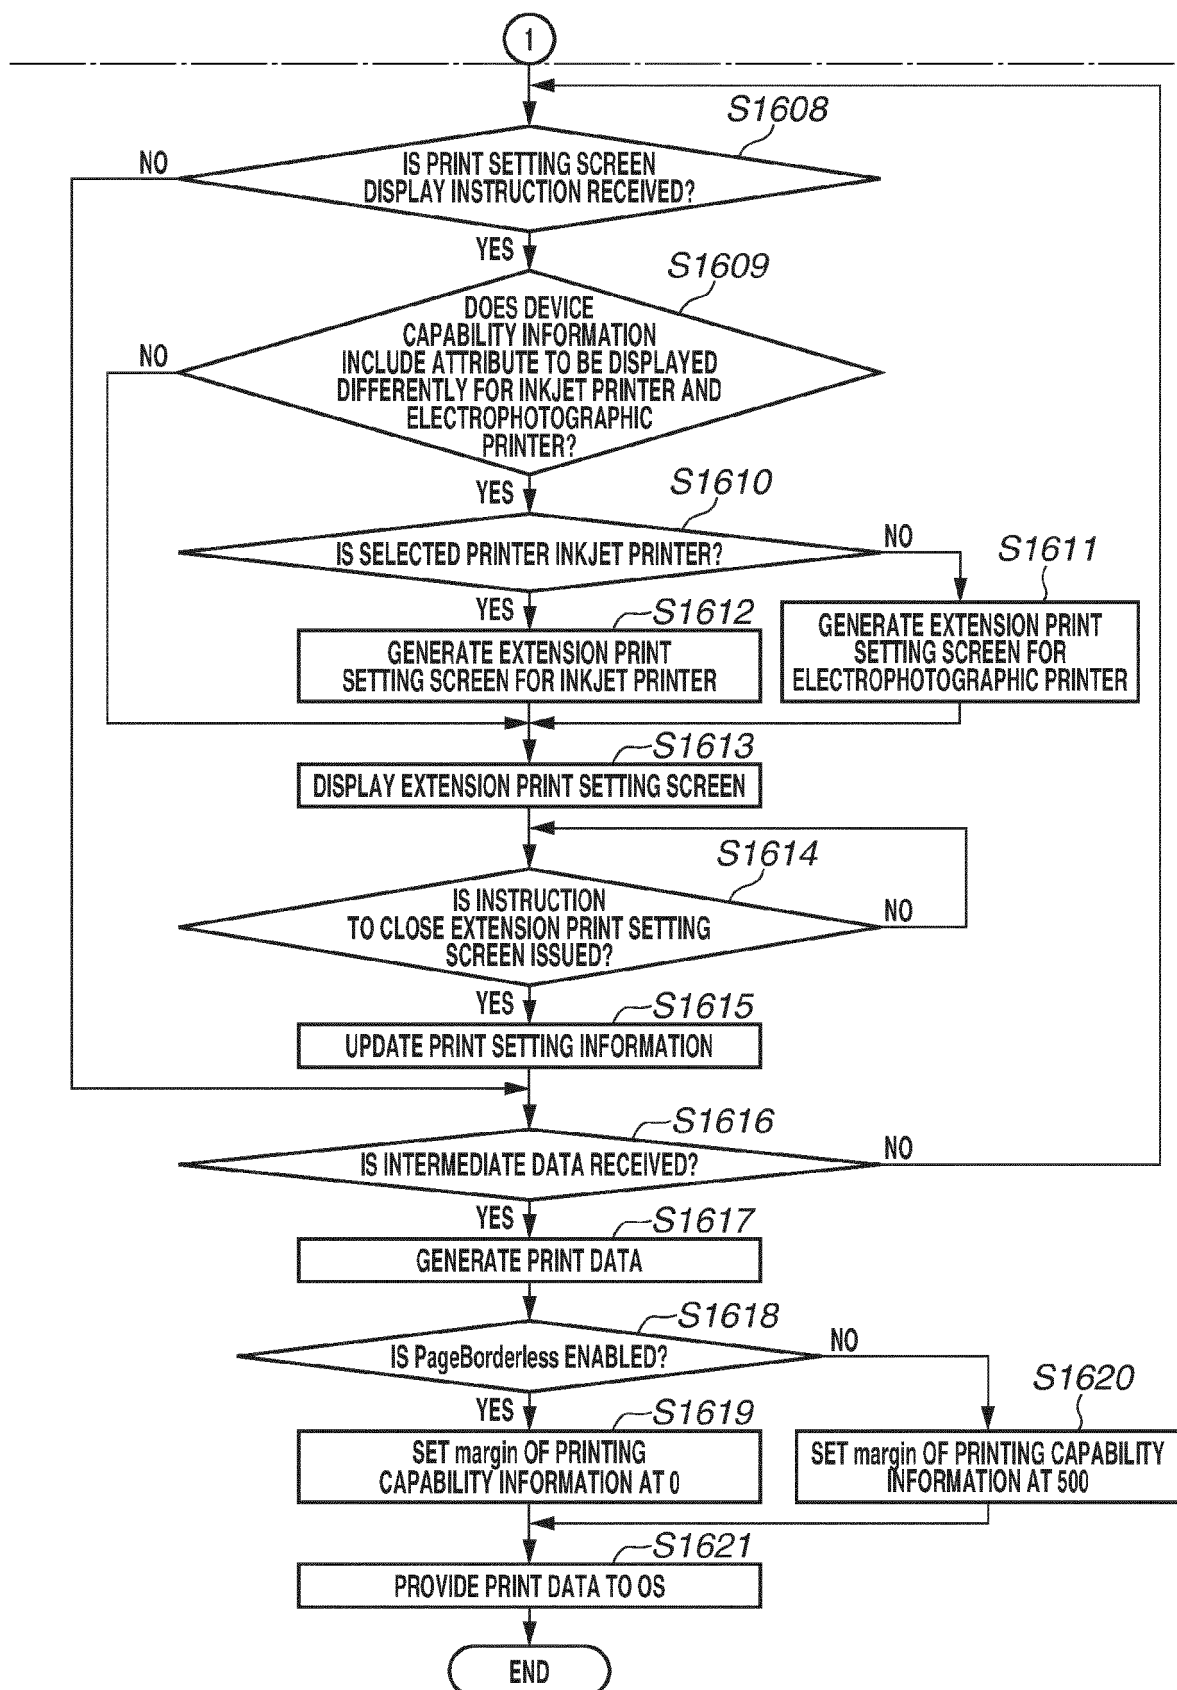 1
S1608
NO
IS PRINT SETTING SCREEN
DISPLAY INSTRUCTION RECEIVED?
YES
S1609
DOES DEVICE
CAPABILITY INFORMATION
INCLUDE ATTRIBUTE TO BE DISPLAYED
DIFFERENTLY FOR INKJET PRINTER AND
ELECTROPHOTOGRAPHIC
PRINTER?
NO
YES
S1610
IS SELECTED PRINTER INKJET PRINTER?
NO
S1611
YES
S1612
GENERATE EXTENSION PRINT
SETTING SCREEN FOR INKJET PRINTER
GENERATE EXTENSION PRINT
SETTING SCREEN FOR
ELECTROPHOTOGRAPHIC PRINTER
S1613
DISPLAY EXTENSION PRINT SETTING SCREEN
S1614
IS INSTRUCTION
TO CLOSE EXTENSION PRINT SETTING
SCREEN ISSUED?
NO
YES
S1615
UPDATE PRINT SETTING INFORMATION
S1616
IS INTERMEDIATE DATA RECEIVED?
NO
YES
S1617
GENERATE PRINT DATA
S1618
IS PageBorderless ENABLED?
NO
YES
S1619
S1620
SET margin OF PRINTING
CAPABILITY INFORMATION AT 0
SET margin OF PRINTING CAPABILITY
INFORMATION AT 500
S1621
PROVIDE PRINT DATA TO OS
END